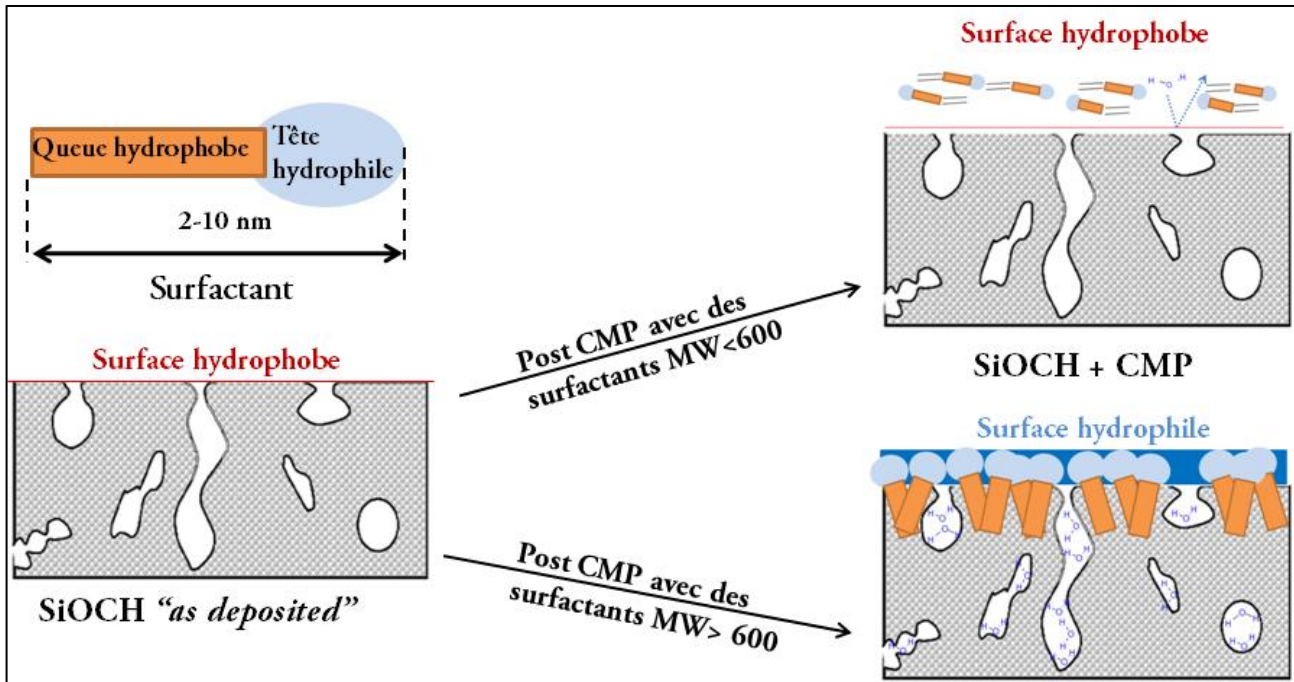 Queue hydrophobe
Tête
hydrophile
2-10 nm
Surfactant
Surface hydrophobe
SiOCH “as deposited”
Post CMP avec des
surfactants MW<600
Post CMP avec des
surfactants MW> 600
Surface hydrophobe
H O H
SiOCH + CMP
Surface hydrophile